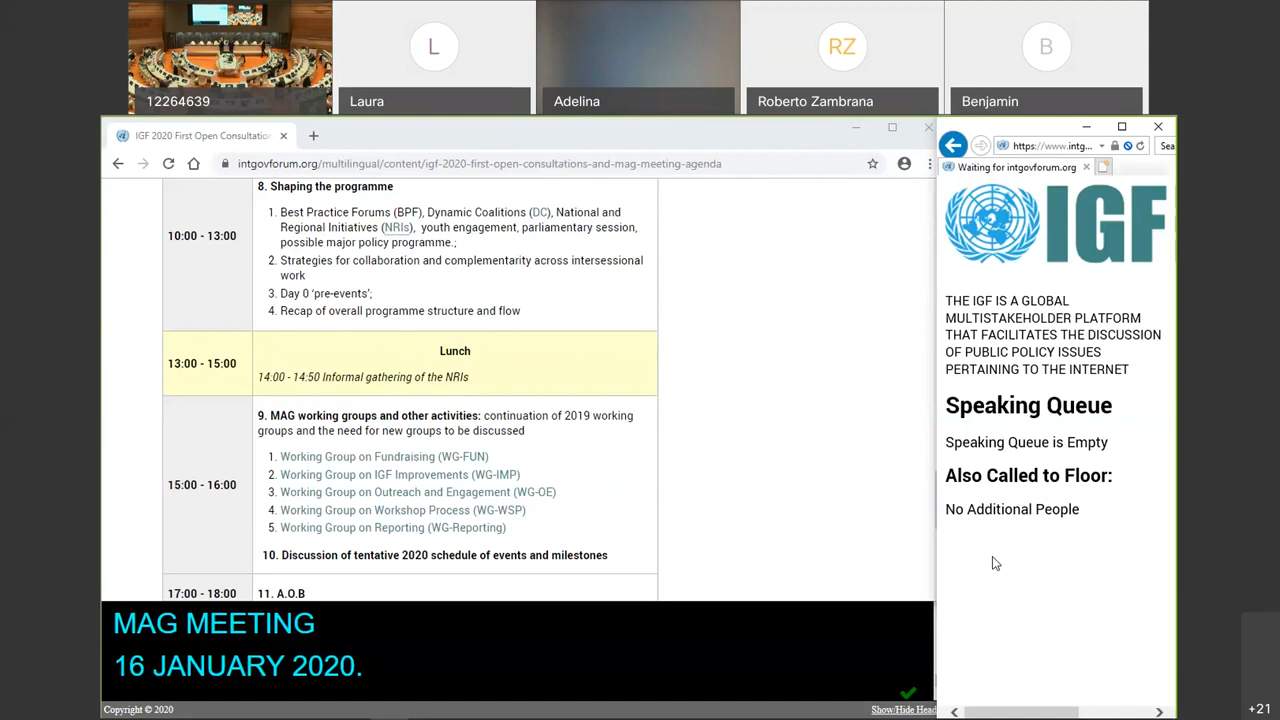 L
RZ
B
12264639
Laura
Adelina
Roberto Zambrana
Benjamin
IGF 2020 First Open Consultation
intgovforum.org/multilingual/content/igf-2020-first-open-consultations-and-mag-meeting-agenda
10:00 - 13:00
8. Shaping the programme
1. Best Practice Forums (BPF), Dynamic Coalitions (DC), National and
Regional Initiatives (NRIs), youth engagement, parliamentary session,
possible major policy programme.;
2. Strategies for collaboration and complementarity across intersessional
work
3. Day 0 ‘pre-events’;
4. Recap of overall programme structure and flow
13:00 - 15:00
Lunch
14:00 - 14:50 Informal gathering of the NRIs
15:00 - 16:00
9. MAG working groups and other activities: continuation of 2019 working
groups and the need for new groups to be discussed
1. Working Group on Fundraising (WG-FUN)
2. Working Group on IGF Improvements (WG-IMP)
3. Working Group on Outreach and Engagement (WG-OE)
4. Working Group on Workshop Process (WG-WSP)
5. Working Group on Reporting (WG-Reporting)
10. Discussion of tentative 2020 schedule of events and milestones
17:00 - 18:00
11. A.O.B
MAG MEETING
16 JANUARY 2020.
Copyright © 2020
Show/Hide Head
https://www.intg...
Sea
Waiting for intgovforum.org
IGF
THE IGF IS A GLOBAL
MULTISTAKEHOLDER PLATFORM
THAT FACILITATES THE DISCUSSION
OF PUBLIC POLICY ISSUES
PERTAINING TO THE INTERNET
Speaking Queue
Speaking Queue is Empty
Also Called to Floor:
No Additional People
+21